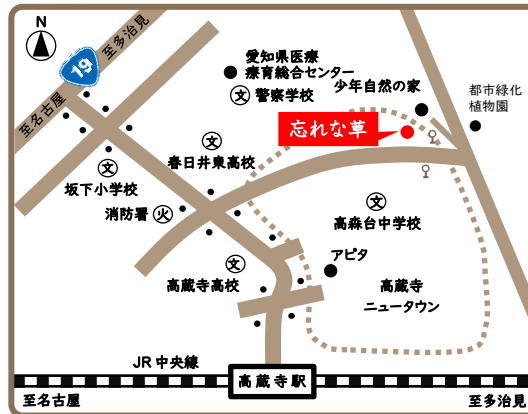 N
至多治見
19
至名古屋
愛知県医療
療育総合センター
文 警察学校
少年自然の家
都市緑化
植物園
忘れな草
文
春日井東高校
文
坂下小学校
消防署 火
文
高森台中学校
アピタ
文
高蔵寺高校
高蔵寺
ニュータウン
JR中央線
高蔵寺駅
至名古屋
至多治見